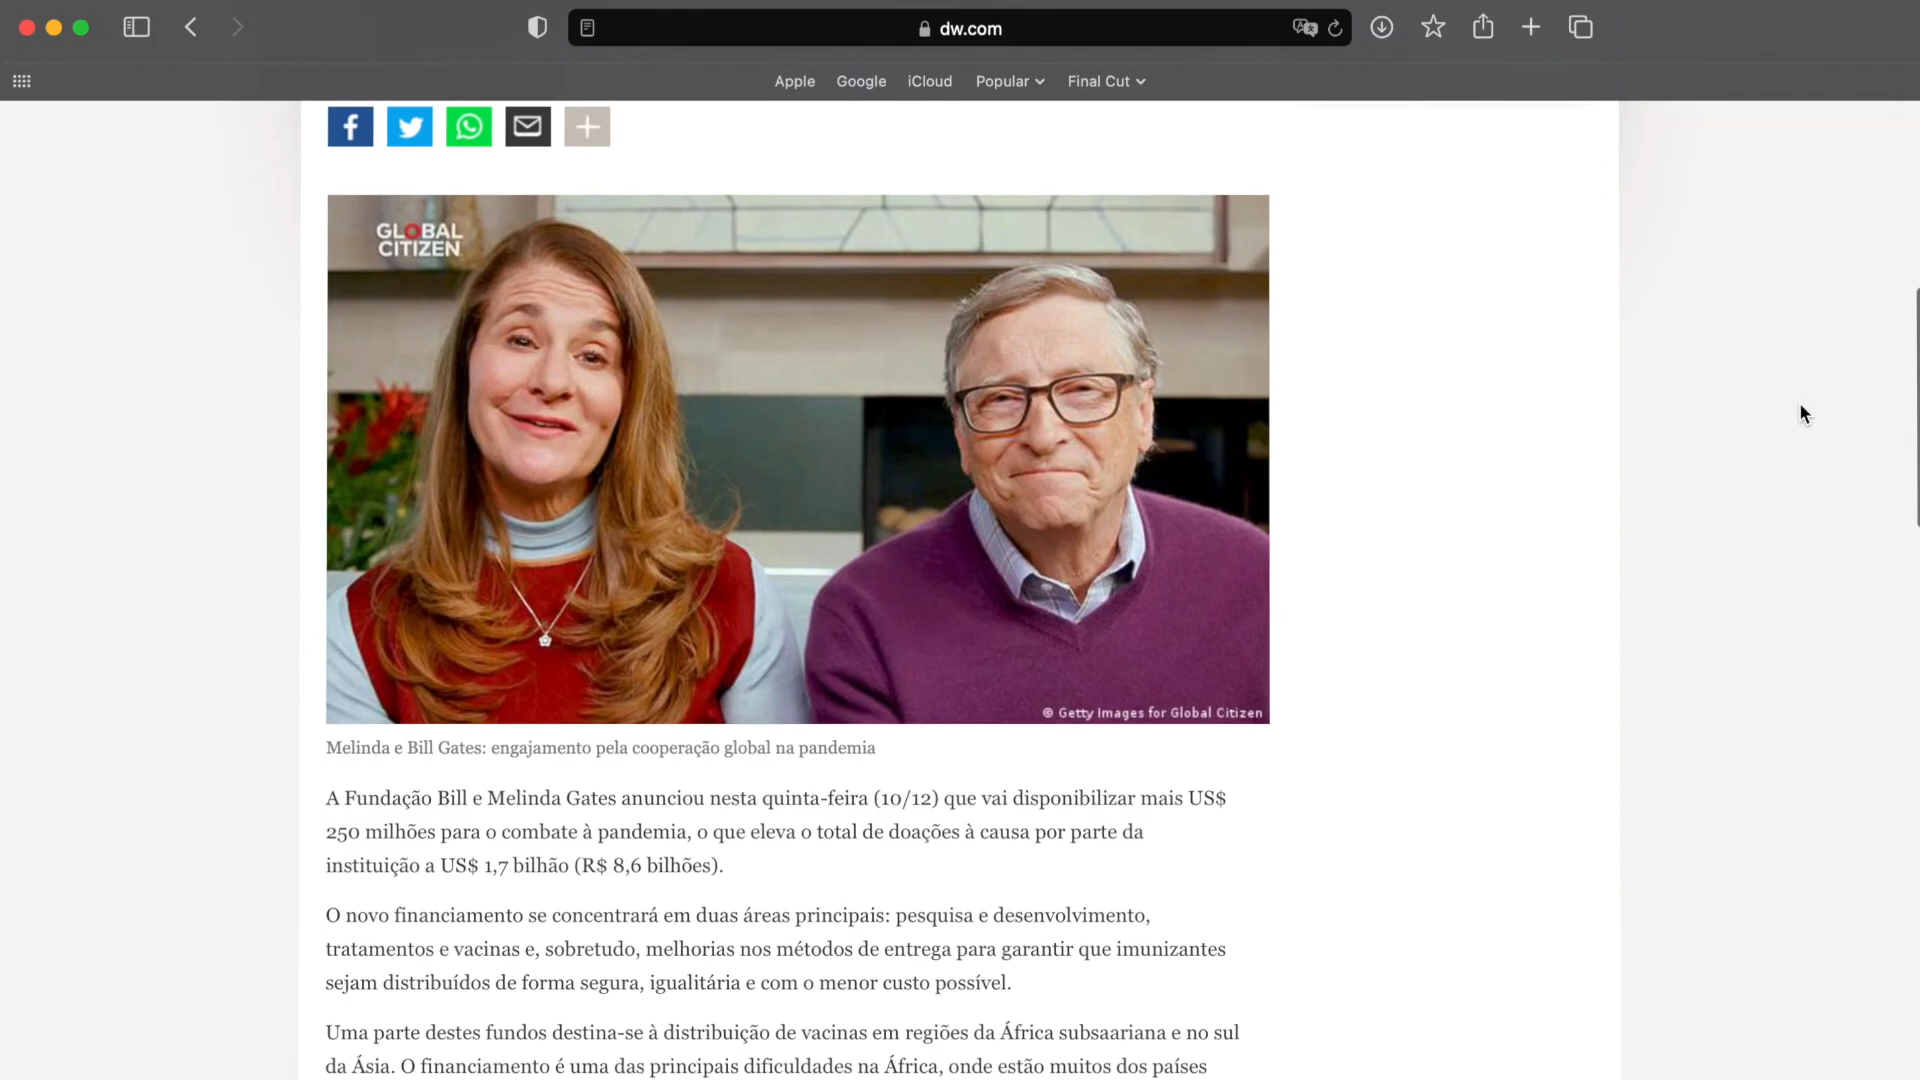 dw.com
Apple Google iCloud Popular Final Cut
GLOBAL
CITIZEN
© Getty Images for Global Citizen
Melinda e Bill Gates: engajamento pela cooperação global na pandemia
A Fundação Bill e Melinda Gates anunciou nesta quinta-feira (10/12) que vai disponibilizar mais US$
250 milhões para o combate à pandemia, o que eleva o total de doações à causa por parte da
instituição a US$ 1,7 bilhão (R$ 8,6 bilhões).
O novo financiamento se concentrará em duas áreas principais: pesquisa e desenvolvimento,
tratamentos e vacinas e, sobretudo, melhorias nos métodos de entrega para garantir que imunizantes
sejam distribuídos de forma segura, igualitária e com o menor custo possível.
Uma parte destes fundos destina-se à distribuição de vacinas em regiões da África subsaariana e no sul
da Ásia. O financiamento é uma das principais dificuldades na África, onde estão muitos dos países